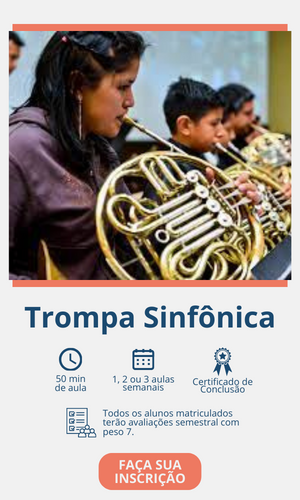 Trompa Sinfônica
50 min
de aula
1, 2 ou 3 aulas
semanais
Certificado de
Conclusão
Todos os alunos matriculados
terão avaliações semestral com
peso 7.
FAÇA SUA
INSCRIÇÃO